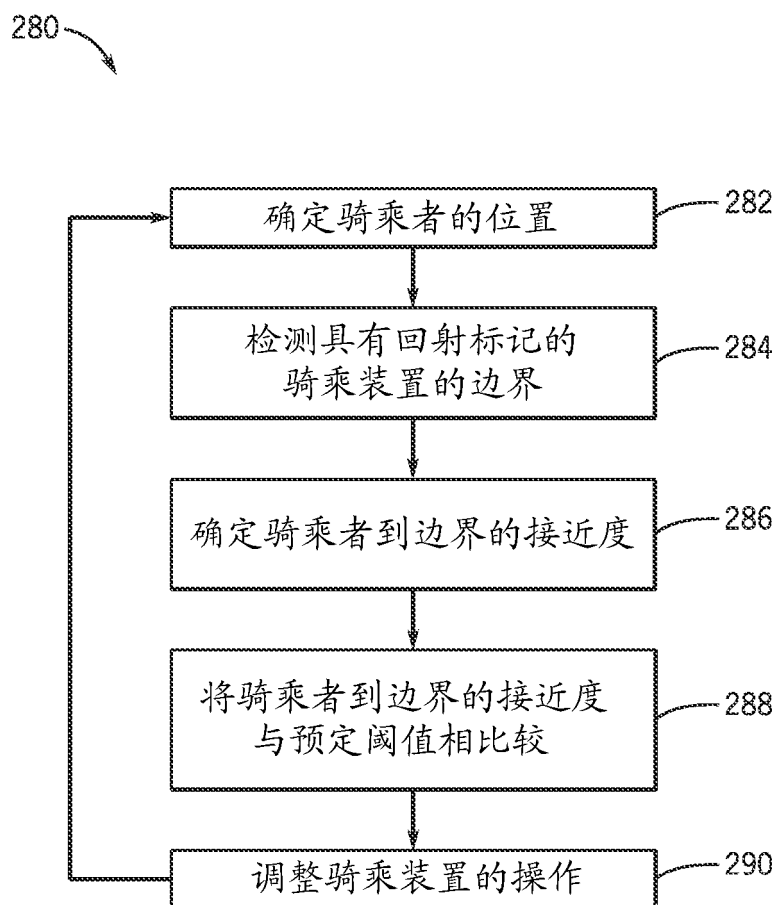 280
确定骑乘者的位置
282
检测具有回射标记的
骑乘装置的边界
284
确定骑乘者到边界的接近度
286
将骑乘者到边界的接近度
与预定阈值相比较
288
调整骑乘装置的操作
290